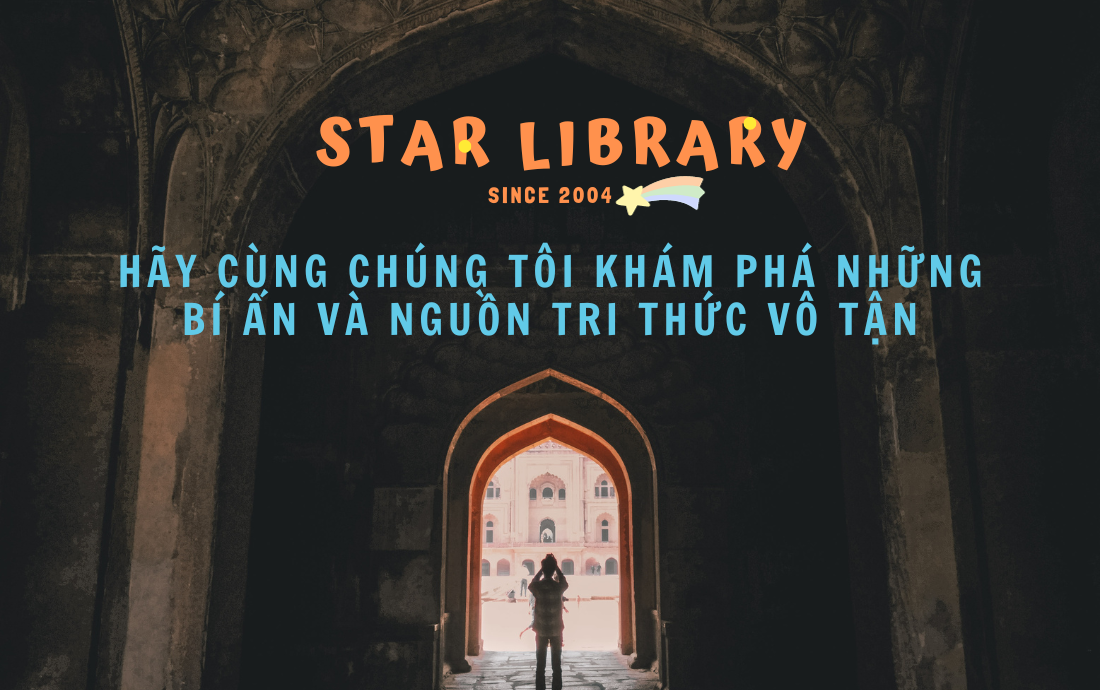 STAR LIBRARY
SINCE 2004
HÃY CÙNG CHÚNG TÔI KHÁM PHÁ NHỮNG
BÍ ẨN VÀ NGUỒN TRI THỨC VÔ TẬN